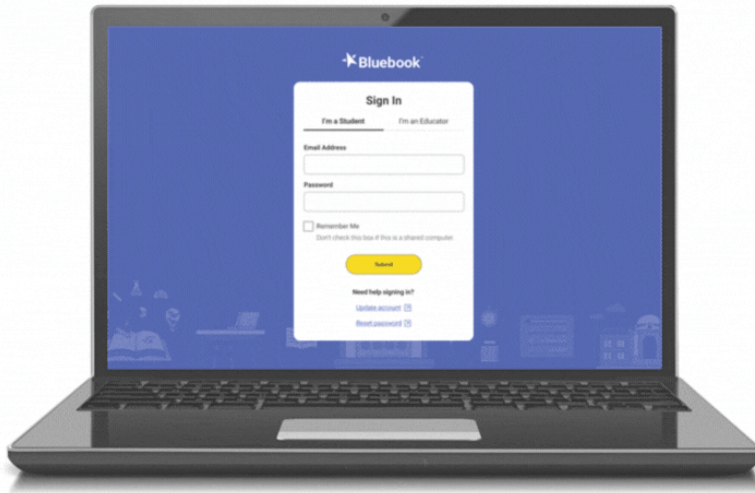 Bluebook
Sign In
I'm a Student I'm an Educator
Email Address
Password
Remember Me
Don't check this box if this is a shared computer.
Submit
Need help signing in?
Update account
Reset password